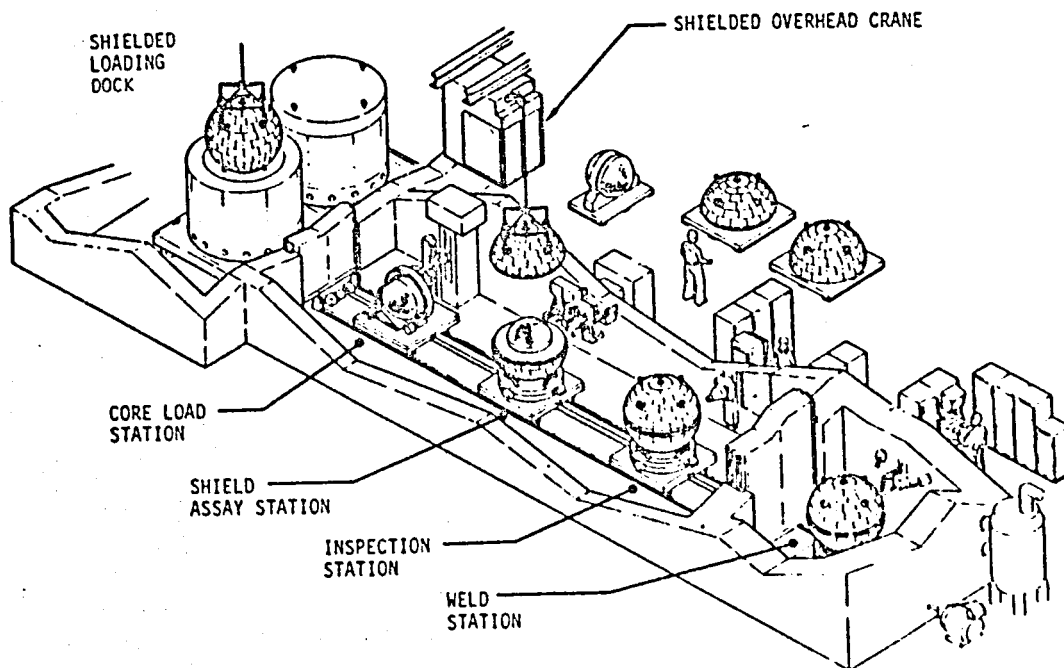 SHIELDED
LOADING
DOCK
SHIELDED OVERHEAD CRANE
CORE LOAD
STATION
SHIELD
ASSAY STATION
INSPECTION
STATION
WELD
STATION